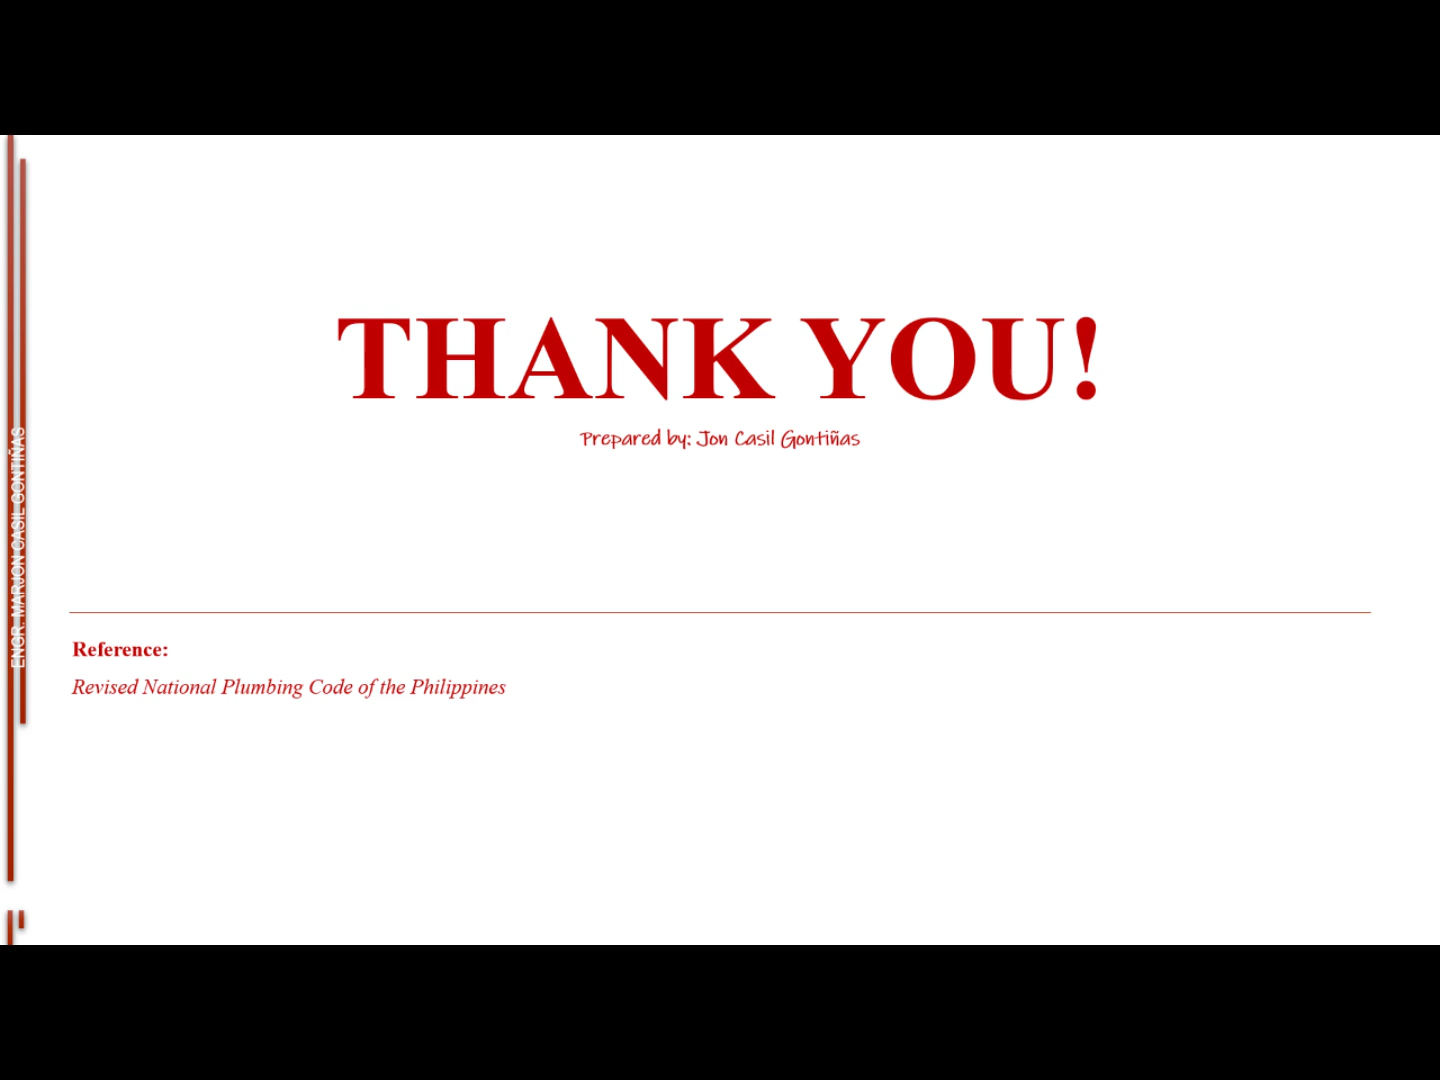 THANK YOU!
Prepared by: Jon Casil Gontiñas
ENGR. MARJON CASIL GONTIÑAS
Reference:
Revised National Plumbing Code of the Philippines